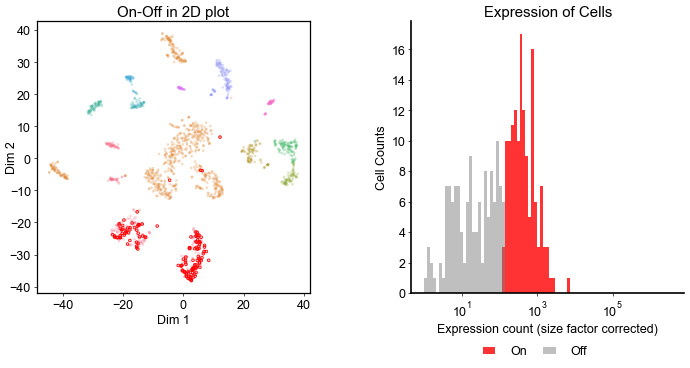 On-Off in 2D plot
40
30
20
10
0
−10
−20
−30
−40
Dim 2
−40 −20 0 20 40
Dim 1
Expression of Cells
16
14
12
10
8
6
4
2
0
Cell Counts
10¹ 10³ 10⁵
Expression count (size factor corrected)
On Off